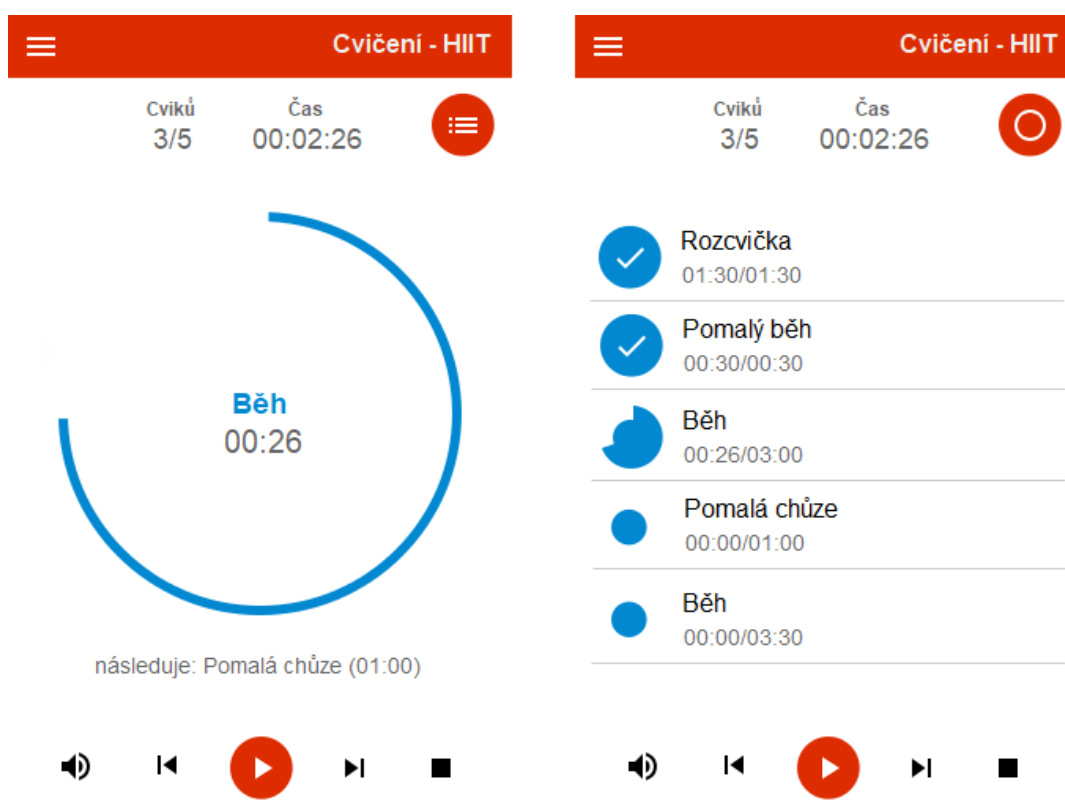 Cvičení - HIIT
Cviků Čas
3/5 00:02:26
Běh
00:26
následuje: Pomalá chůze (01:00)
Cvičení - HIIT
Cviků Čas
3/5 00:02:26
Rozcvička
01:30/01:30
Pomalý běh
00:30/00:30
Běh
00:26/03:00
Pomalá chůze
00:00/01:00
Běh
00:00/03:30